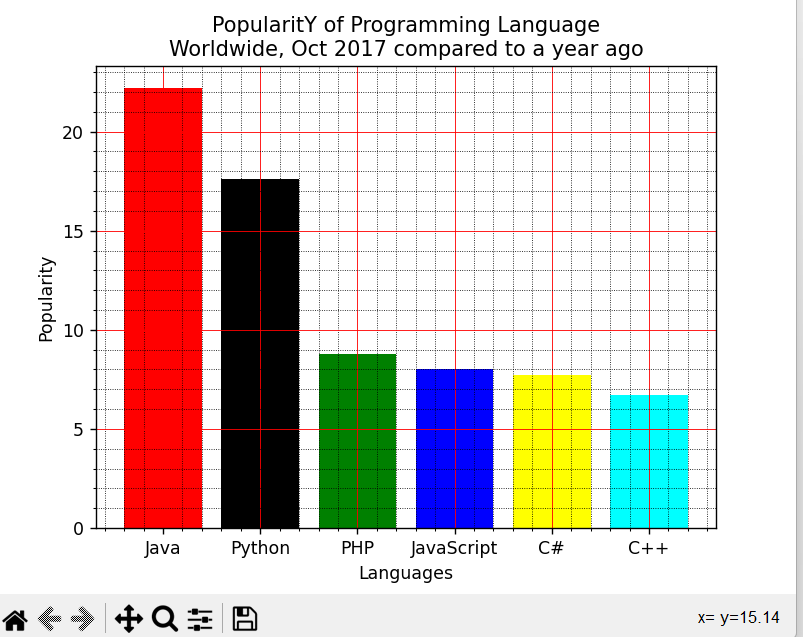 PopularitY of Programming Language
Worldwide, Oct 2017 compared to a year ago
Popularity
20
15
10
5
0
Java Python PHP JavaScript C# C++
Languages
x= y=15.14